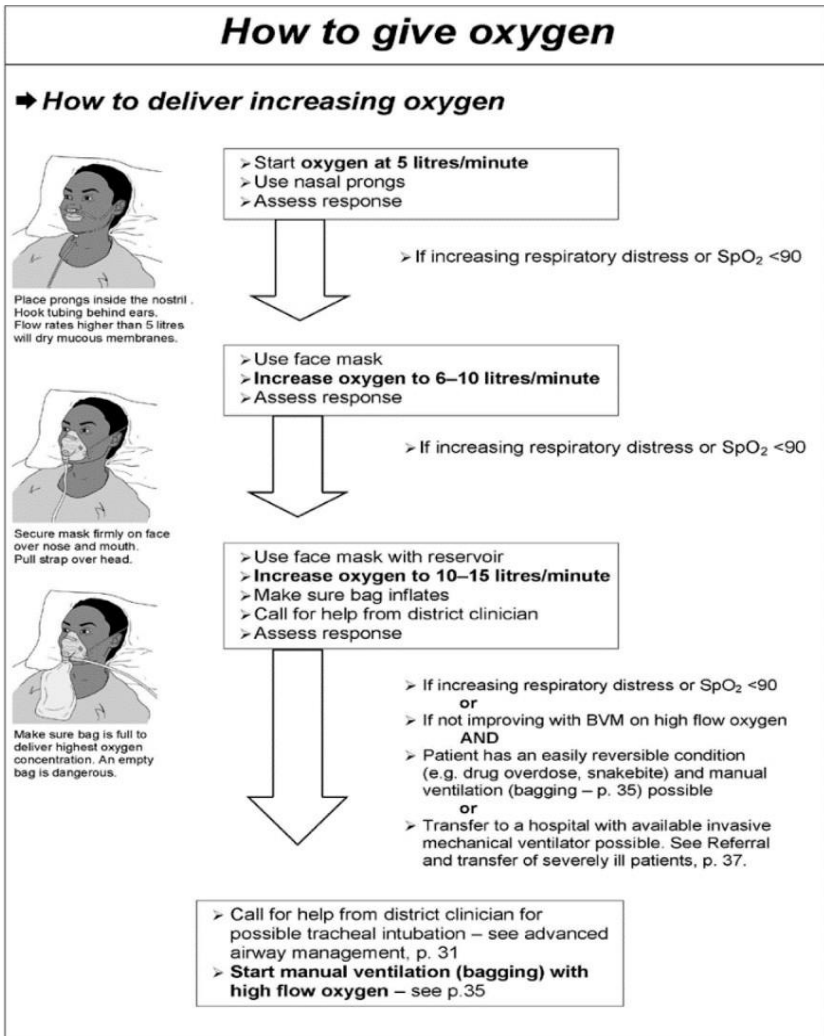 How to give oxygen
➡ How to deliver increasing oxygen
➢ Start oxygen at 5 litres/minute
➢ Use nasal prongs
➢ Assess response
Place prongs inside the nostril .
Hook tubing behind ears.
Flow rates higher than 5 litres
will dry mucous membranes.
➢ If increasing respiratory distress or SpO₂ <90
➢ Use face mask
➢ Increase oxygen to 6–10 litres/minute
➢ Assess response
Secure mask firmly on face
over nose and mouth.
Pull strap over head.
➢ If increasing respiratory distress or SpO₂ <90
➢ Use face mask with reservoir
➢ Increase oxygen to 10–15 litres/minute
➢ Make sure bag inflates
➢ Call for help from district clinician
➢ Assess response
Make sure bag is full to
deliver highest oxygen
concentration. An empty
bag is dangerous.
➢ If increasing respiratory distress or SpO₂ <90
or
➢ If not improving with BVM on high flow oxygen
AND
➢ Patient has an easily reversible condition
(e.g. drug overdose, snakebite) and manual
ventilation (bagging – p. 35) possible
or
➢ Transfer to a hospital with available invasive
mechanical ventilator possible. See Referral
and transfer of severely ill patients, p. 37.
➢ Call for help from district clinician for
possible tracheal intubation – see advanced
airway management, p. 31
➢ Start manual ventilation (bagging) with
high flow oxygen – see p.35